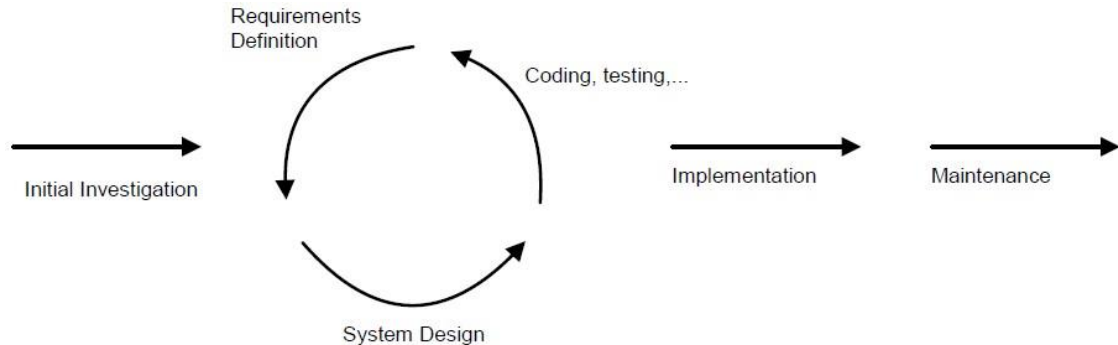 Requirements
Definition
Coding, testing,...
Initial Investigation
Implementation
Maintenance
System Design